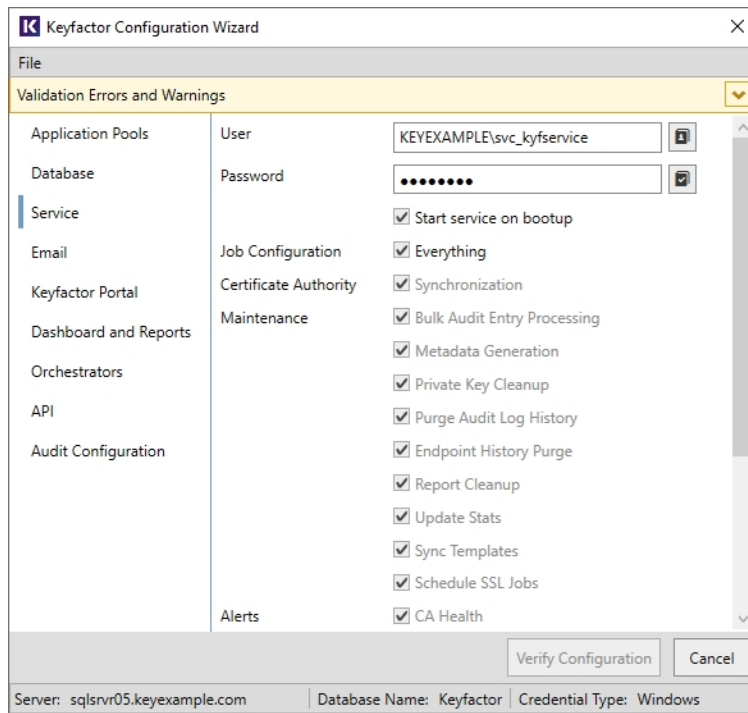 Keyfactor Configuration Wizard
File
Validation Errors and Warnings
Application Pools
Database
Service
Email
Keyfactor Portal
Dashboard and Reports
Orchestrators
API
Audit Configuration
User KEYEXAMPLE\svc_kyfservice
Password ••••••••
Start service on bootup
Job Configuration Everything
Certificate Authority Synchronization
Maintenance Bulk Audit Entry Processing
Metadata Generation
Private Key Cleanup
Purge Audit Log History
Endpoint History Purge
Report Cleanup
Update Stats
Sync Templates
Schedule SSL Jobs
Alerts CA Health
Verify Configuration Cancel
Server: sqlsrvr05.keyexample.com Database Name: Keyfactor Credential Type: Windows